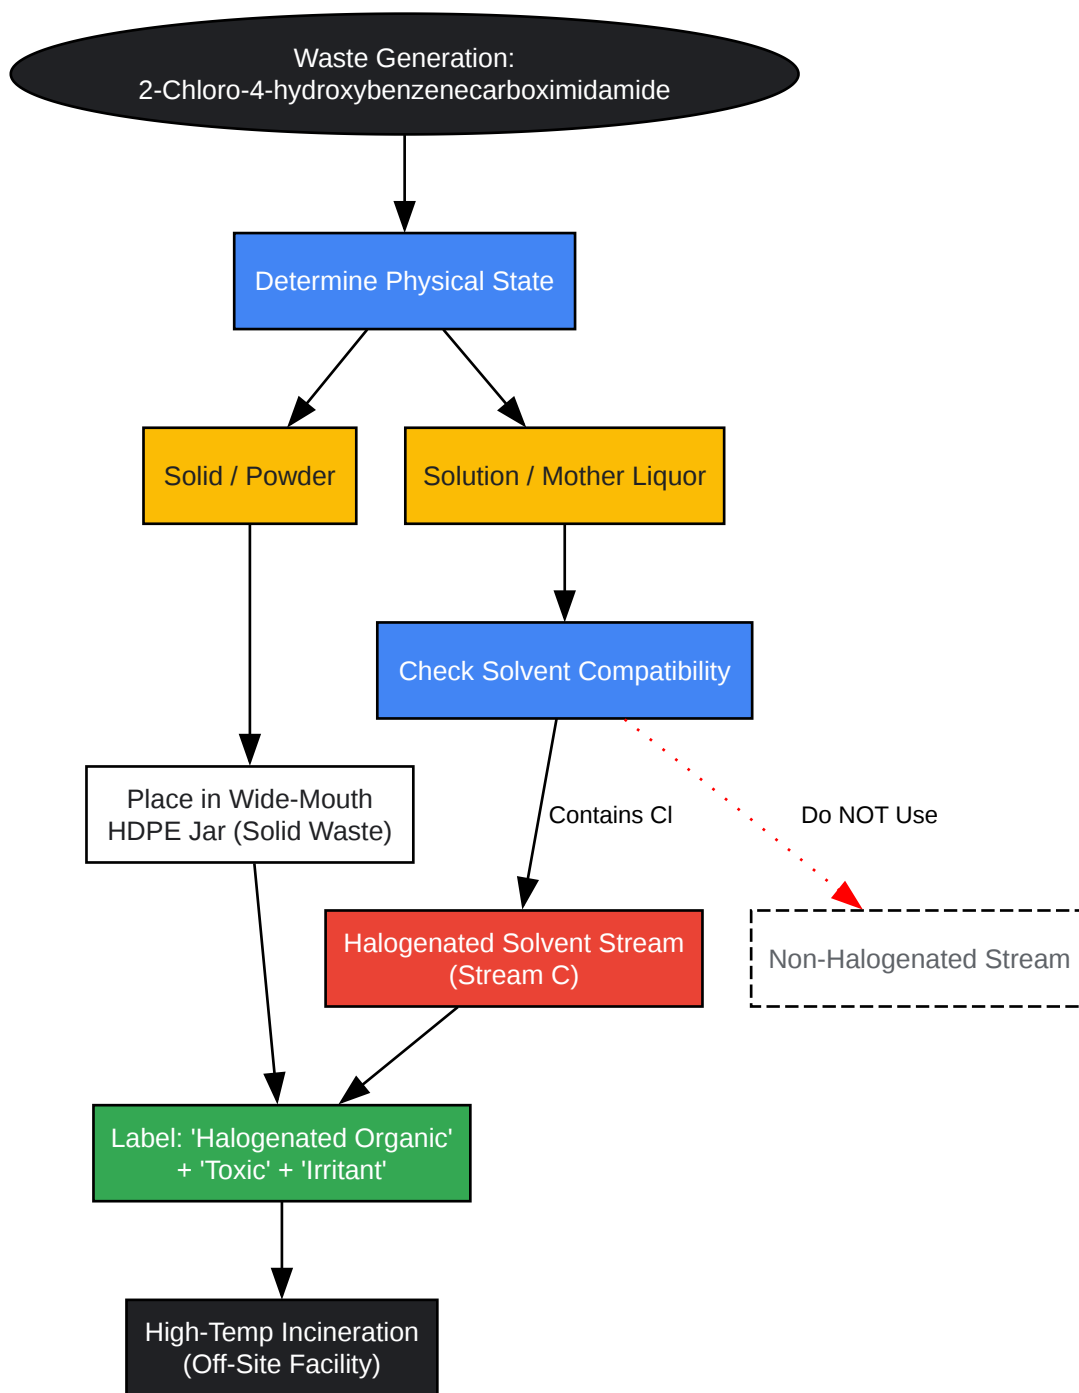 Waste Generation:
2-Chloro-4-hydroxybenzenecarboximidamide
Determine Physical State
Solid / Powder
Solution / Mother Liquor
Check Solvent Compatibility
Place in Wide-Mouth
HDPE Jar (Solid Waste)
Contains Cl
Do NOT Use
Halogenated Solvent Stream
(Stream C)
Non-Halogenated Stream
Label: 'Halogenated Organic'
+ 'Toxic' + 'Irritant'
High-Temp Incineration
(Off-Site Facility)